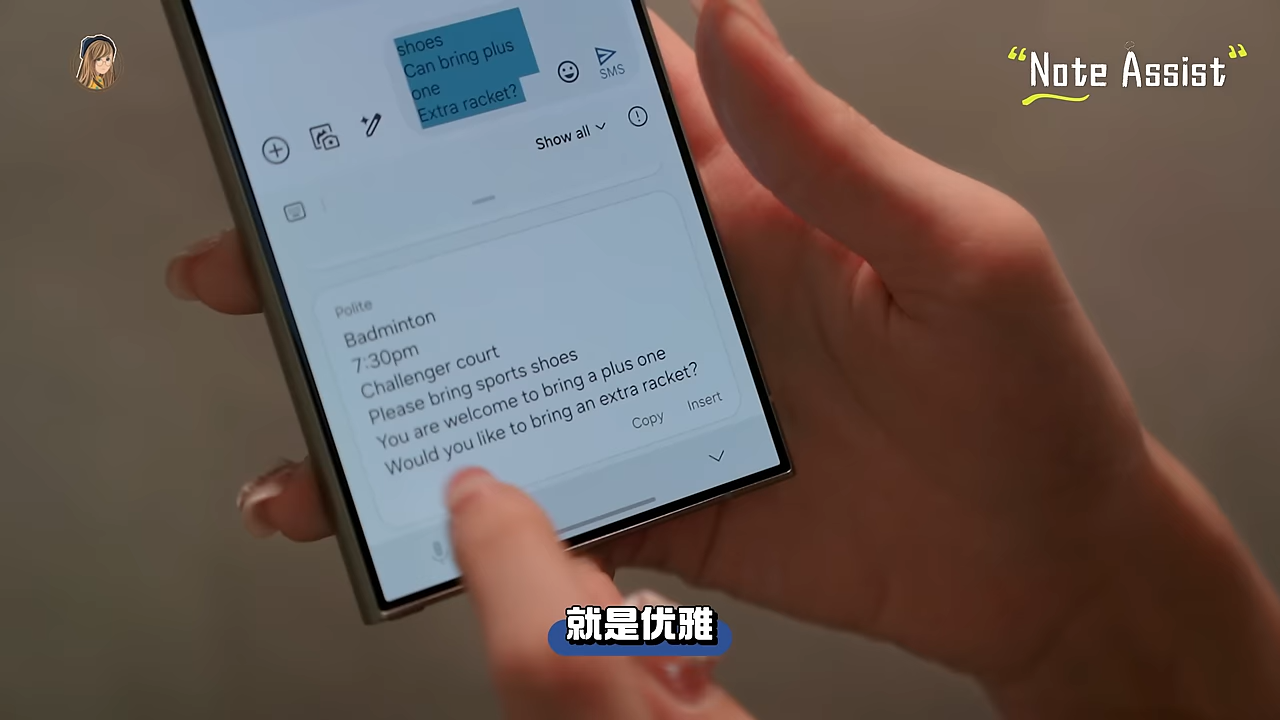 “Note Assist”
shoes
Can bring plus
one
Extra racket?
SMS
Show all
Polite
Badminton
7:30pm
Challenger court
Please bring sports shoes
You are welcome to bring a plus one
Would you like to bring an extra racket?
Copy Insert
就是优雅